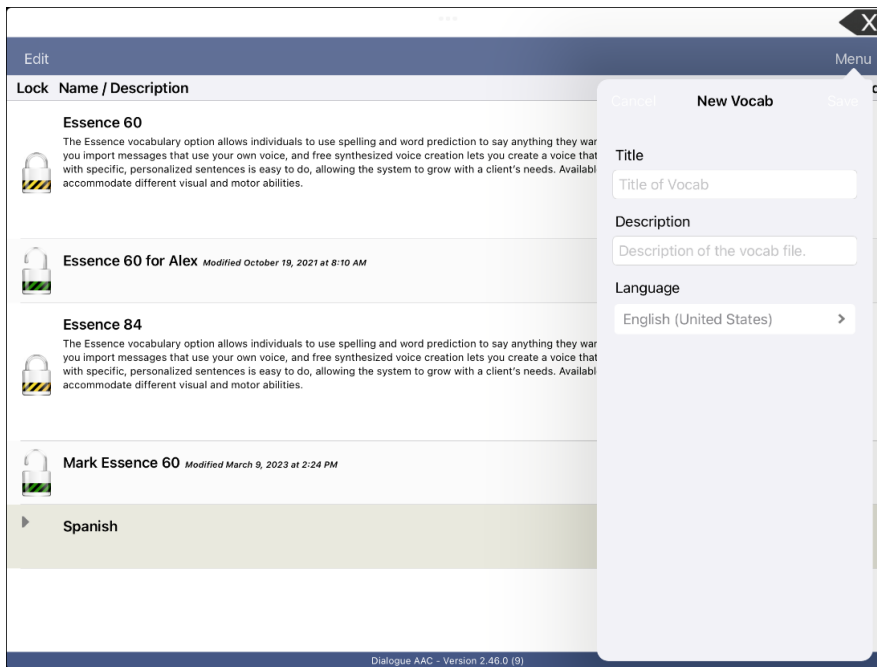 X
Edit
Menu
Lock Name / Description
Essence 60
The Essence vocabulary option allows individuals to use spelling and word prediction to say anything they
you import messages that use your own voice, and free synthesized voice creation lets you create a voice that
with specific, personalized sentences is easy to do, allowing the system to grow with a client's needs.
accommodate different visual and motor abilities.
Essence 60 for Alex Modified October 19, 2021 at 8:10 AM
Essence 84
The Essence vocabulary option allows individuals to use spelling and word prediction to say anything they
you import messages that use your own voice, and free synthesized voice creation lets you create a voice that
with specific, personalized sentences is easy to do, allowing the system to grow with a client's needs.
accommodate different visual and motor abilities.
Mark Essence 60 Modified March 9, 2023 at 2:24 PM
Spanish
Cancel New Vocab Save
Title
Title of Vocab
Description
Description of the vocab file.
Language
English (United States)
Dialogue AAC - Version 2.46.0 (9)